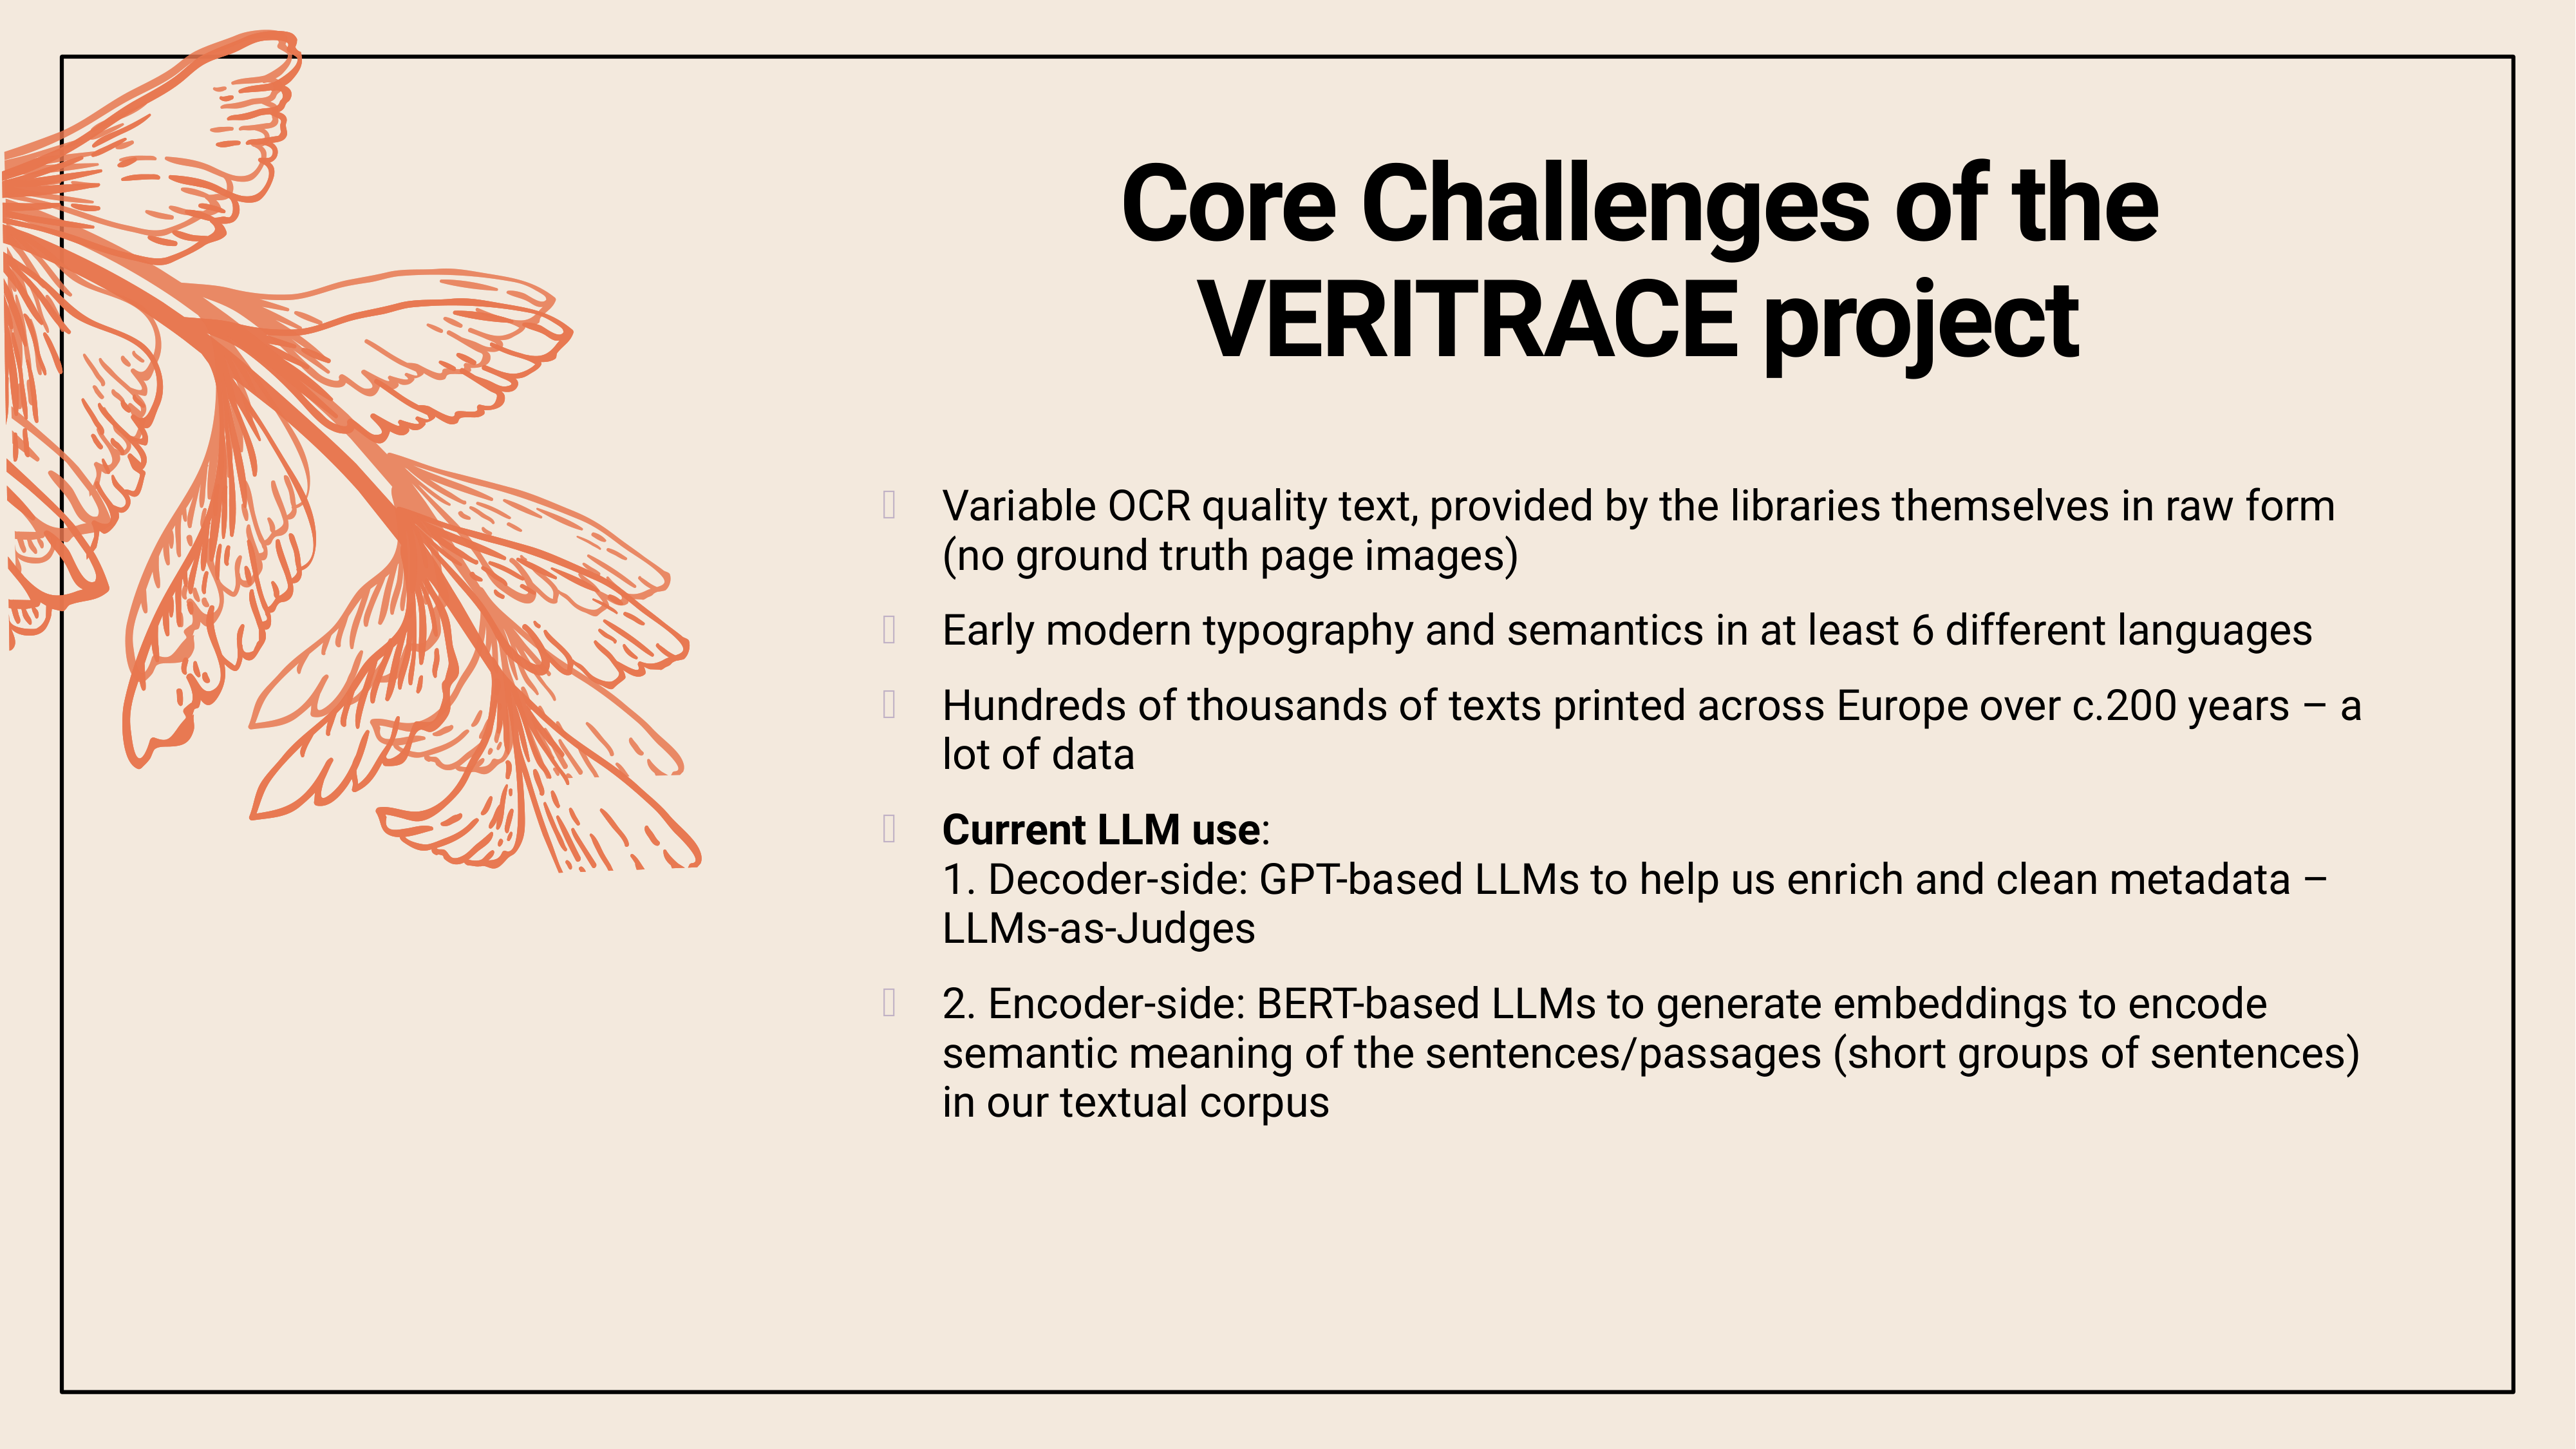 Core Challenges of the
VERITRACE project
Variable OCR quality text, provided by the libraries themselves in raw form
(no ground truth page images)
Early modern typography and semantics in at least 6 different languages
Hundreds of thousands of texts printed across Europe over c.200 years – a
lot of data
Current LLM use:
1. Decoder-side: GPT-based LLMs to help us enrich and clean metadata –
LLMs-as-Judges
2. Encoder-side: BERT-based LLMs to generate embeddings to encode
semantic meaning of the sentences/passages (short groups of sentences)
in our textual corpus